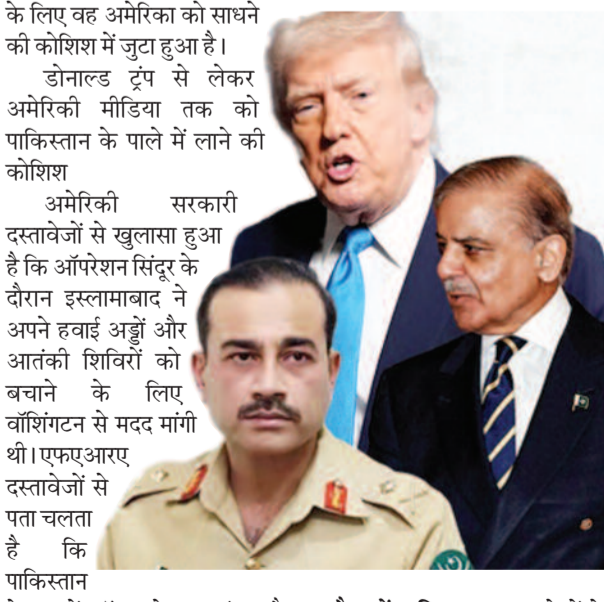 के लिए वह अमेरिका को साधने
की कोशिश में जुटा हुआ है।
डोनाल्ड ट्रंप से लेकर
अमेरिकी मीडिया तक को
पाकिस्तान के पाले में लाने की
कोशिश
अमेरिकी सरकारी
दस्तावेजों से खुलासा हुआ
है कि ऑपरेशन सिंदूर के
दौरान इस्लामाबाद ने
अपने हवाई अड्डों और
आतंकी शिविरों को
बचाने के लिए
वॉशिंगटन से मदद मांगी
थी।एफएआरए
दस्तावेजों से
पता चलता
है कि
पाकिस्तान